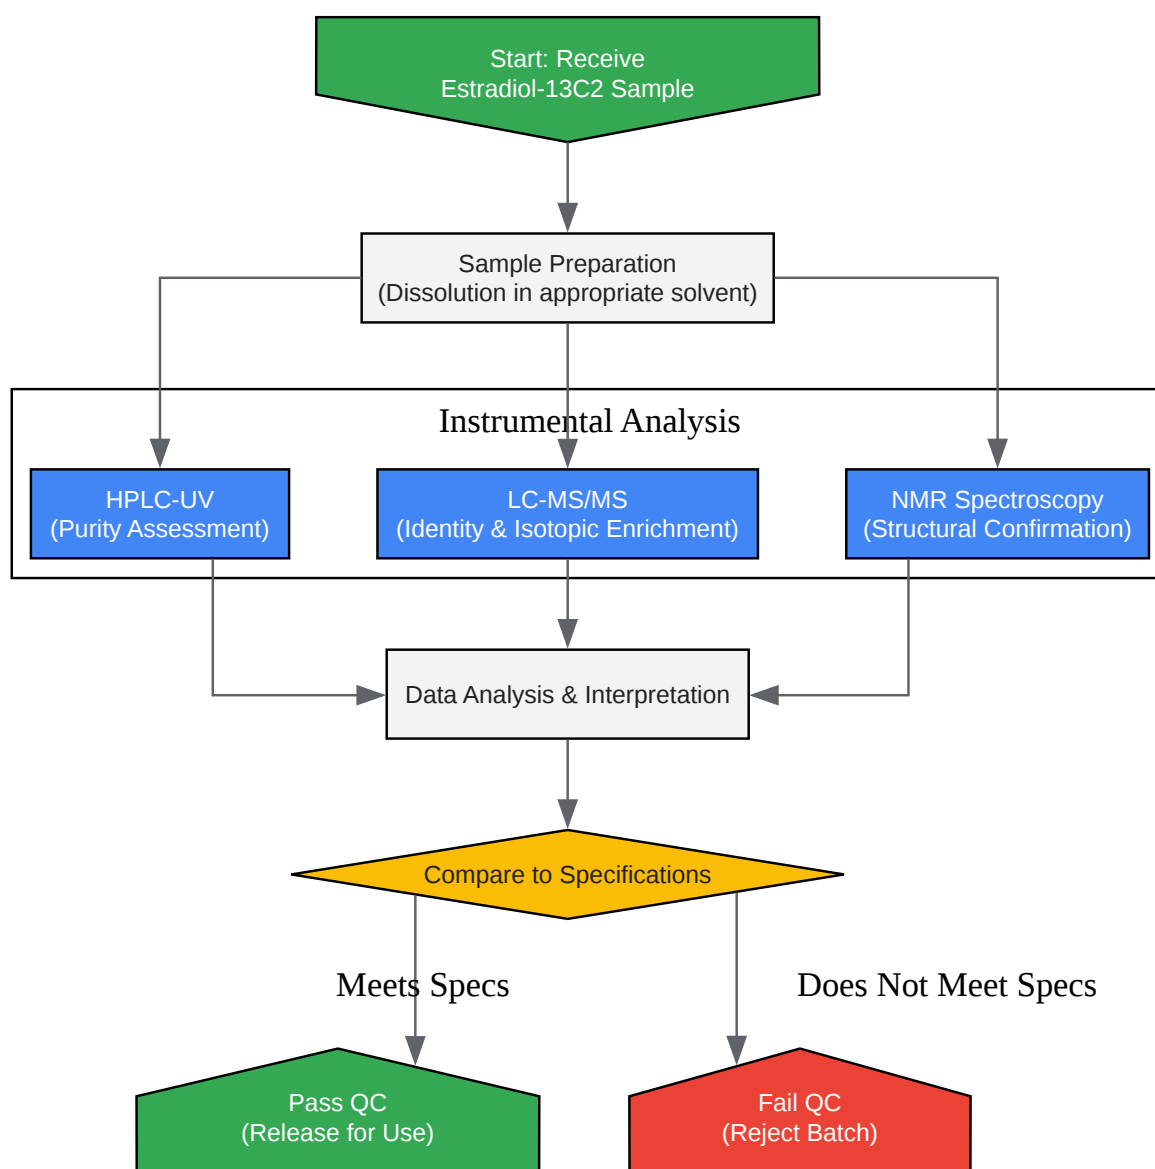 Start: Receive
Estradiol-13C2 Sample
Sample Preparation
(Dissolution in appropriate solvent)
Instrumental Analysis
HPLC-UV
(Purity Assessment)
LC-MS/MS
(Identity & Isotopic Enrichment)
NMR Spectroscopy
(Structural Confirmation)
Data Analysis & Interpretation
Compare to Specifications
Meets Specs
Does Not Meet Specs
Pass QC
(Release for Use)
Fail QC
(Reject Batch)